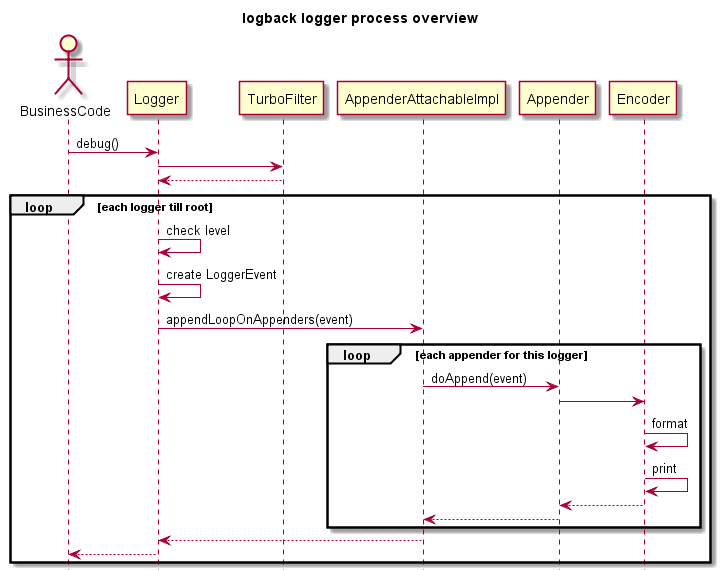 logback logger process overview
BusinessCode
Logger
TurboFilter
AppenderAttachableImpl
Appender
Encoder
debug()
loop
[each logger till root]
check level
create LoggerEvent
appendLoopOnAppenders(event)
loop
[each appender for this logger]
doAppend(event)
format
print